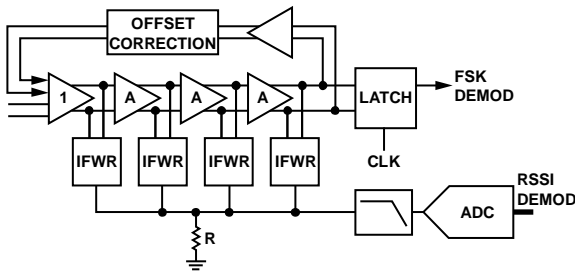 OFFSET
CORRECTION
1
A
A
A
LATCH
FSK
DEMOD
IFWR
IFWR
IFWR
IFWR
CLK
R
ADC
RSSI
DEMOD